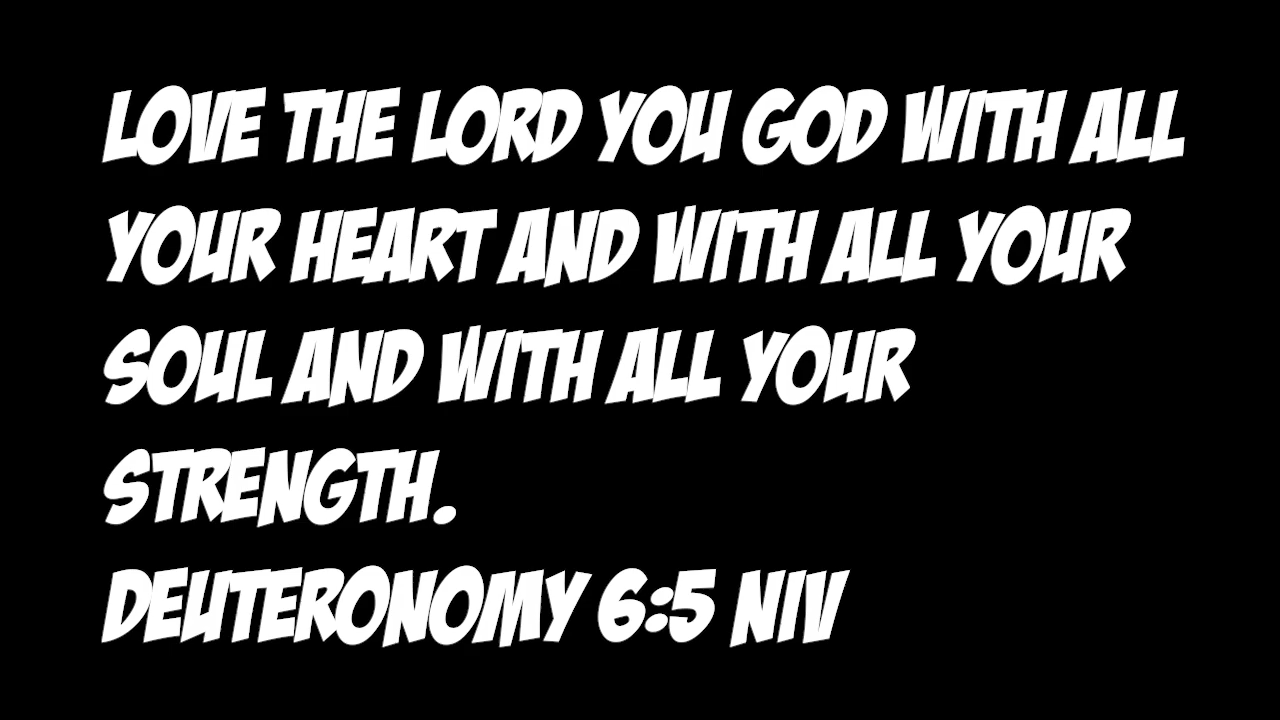 LOVE THE LORD YOU GOD WITH ALL
YOUR HEART AND WITH ALL YOUR
SOUL AND WITH ALL YOUR
STRENGTH.
DEUTERONOMY 6:5 NIV